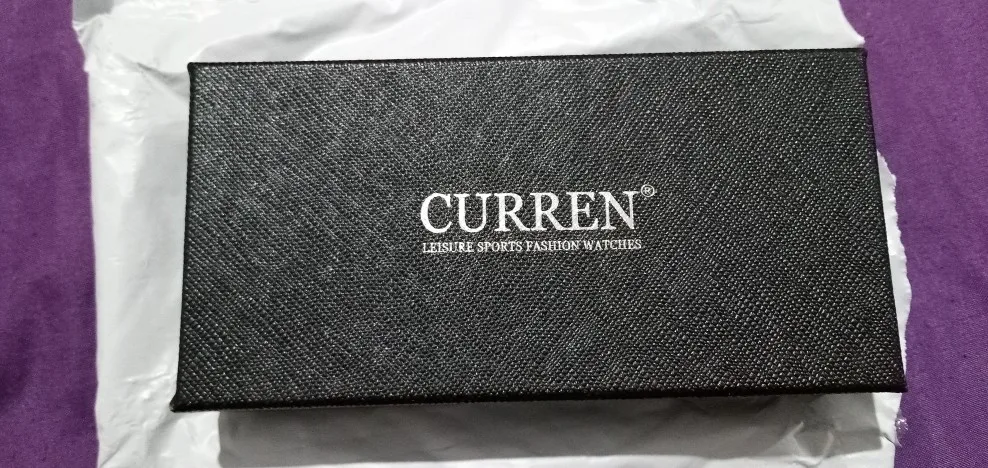 CURREN®
LEISURE SPORTS FASHION WATCHES